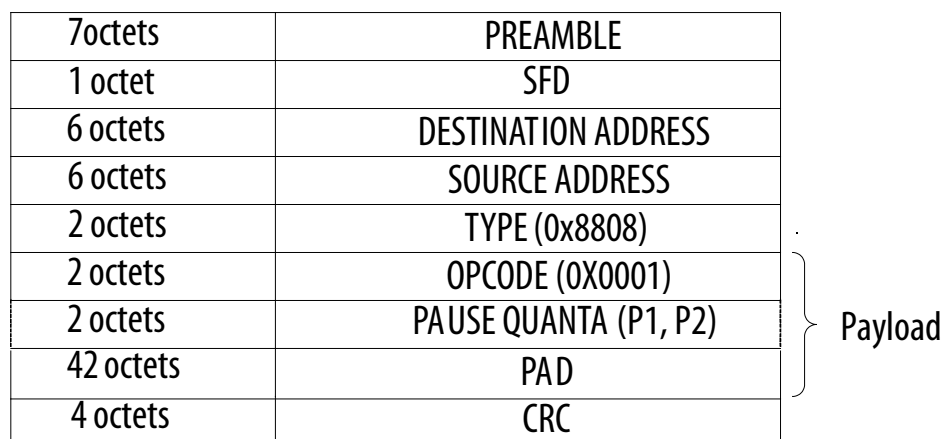 7octets PREAMBLE
1 octet SFD
6 octets DESTINATION ADDRESS
6 octets SOURCE ADDRESS
2 octets TYPE (0x8808)
2 octets OPCODE (0X0001)
2 octets PAUSE QUANTA (P1, P2)
Payload
42 octets PAD
4 octets CRC